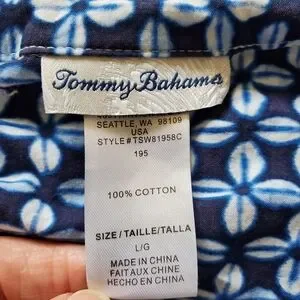 Tommy Bahama
SEATTLE, WA 98109
USA
STYLE#TSW81958C
195
100% COTTON
SIZE/TAILLE/TALLA
L/G
MADE IN CHINA
FAIT AUX CHINE
HECHO EN CHINA